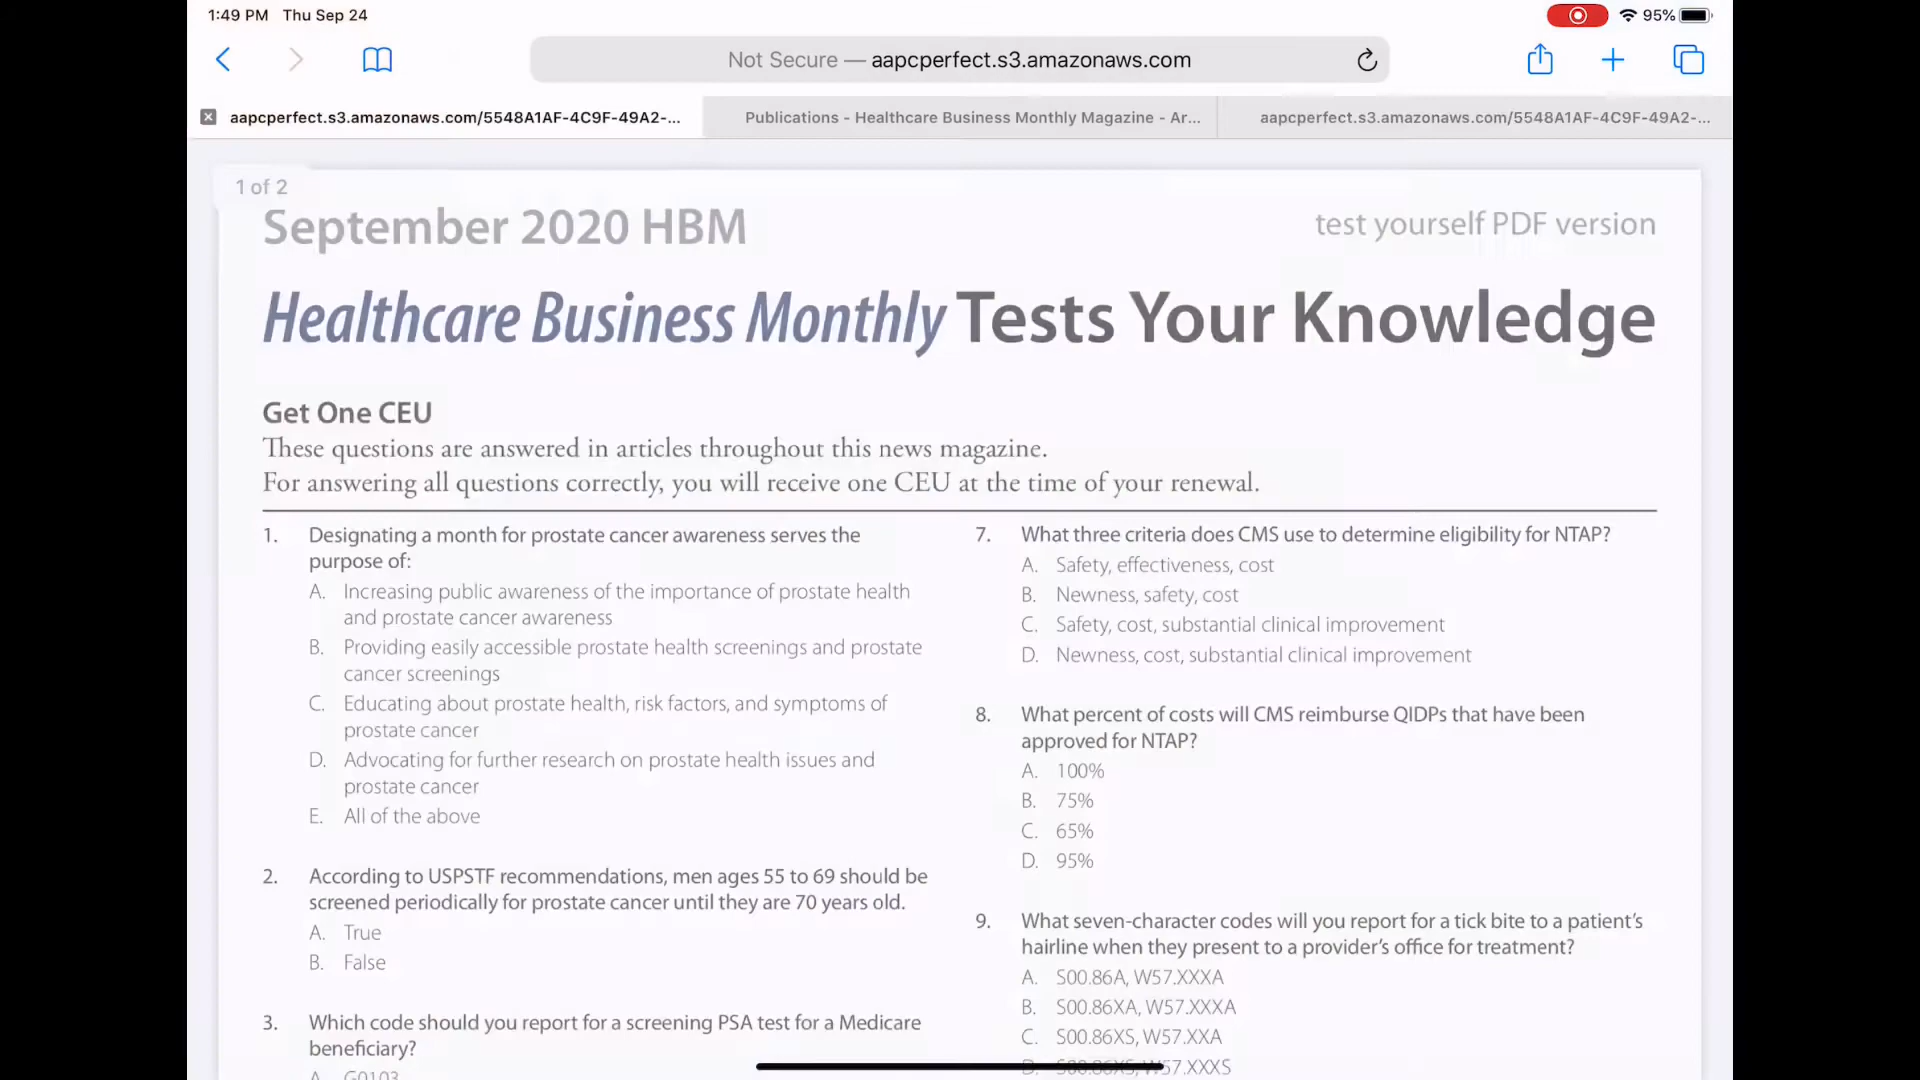 1:49 PM Thu Sep 24
95%
Not Secure — aapcperfect.s3.amazonaws.com
aapcperfect.s3.amazonaws.com/5548A1AF-4C9F-49A2-...
Publications - Healthcare Business Monthly Magazine - Ar...
aapcperfect.s3.amazonaws.com/5548A1AF-4C9F-49A2-...
1 of 2
September 2020 HBM
test yourself PDF version
Healthcare Business Monthly Tests Your Knowledge
Get One CEU
These questions are answered in articles throughout this news magazine.
For answering all questions correctly, you will receive one CEU at the time of your renewal.
1. Designating a month for prostate cancer awareness serves the
purpose of:
A. Increasing public awareness of the importance of prostate health
and prostate cancer awareness
B. Providing easily accessible prostate health screenings and prostate
cancer screenings
C. Educating about prostate health, risk factors, and symptoms of
prostate cancer
D. Advocating for further research on prostate health issues and
prostate cancer
E. All of the above
2. According to USPSTF recommendations, men ages 55 to 69 should be
screened periodically for prostate cancer until they are 70 years old.
A. True
B. False
3. Which code should you report for a screening PSA test for a Medicare
beneficiary?
A. G0103
7. What three criteria does CMS use to determine eligibility for NTAP?
A. Safety, effectiveness, cost
B. Newness, safety, cost
C. Safety, cost, substantial clinical improvement
D. Newness, cost, substantial clinical improvement
8. What percent of costs will CMS reimburse QIDPs that have been
approved for NTAP?
A. 100%
B. 75%
C. 65%
D. 95%
9. What seven-character codes will you report for a tick bite to a patient's
hairline when they present to a provider's office for treatment?
A. S00.86A, W57.XXXA
B. S00.86XA, W57.XXXA
C. S00.86XS, W57.XXA
D. S00.86XS, W57.XXXS